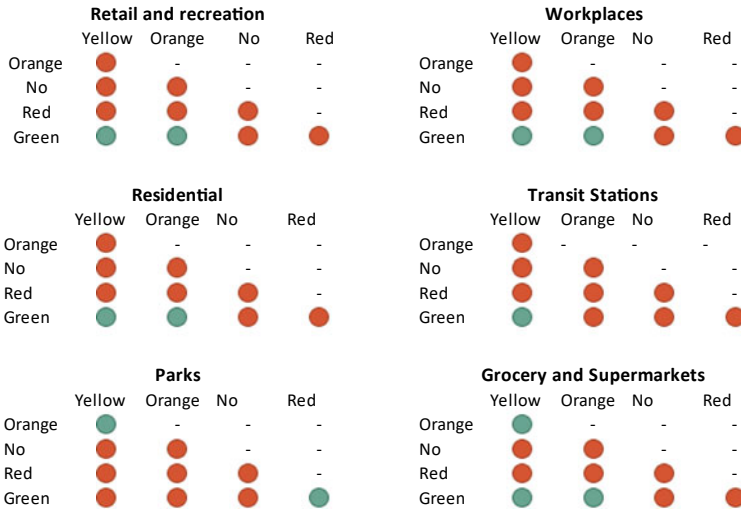 Retail and recreation
Yellow Orange No Red
Orange - - -
No - -
Red -
Green
Workplaces
Yellow Orange No Red
Orange - - -
No - -
Red -
Green
Residential
Yellow Orange No Red
Orange - - -
No - -
Red -
Green
Transit Stations
Yellow Orange No Red
Orange - - -
No - -
Red -
Green
Parks
Yellow Orange No Red
Orange - - -
No - -
Red -
Green
Grocery and Supermarkets
Yellow Orange No Red
Orange - - -
No - -
Red -
Green